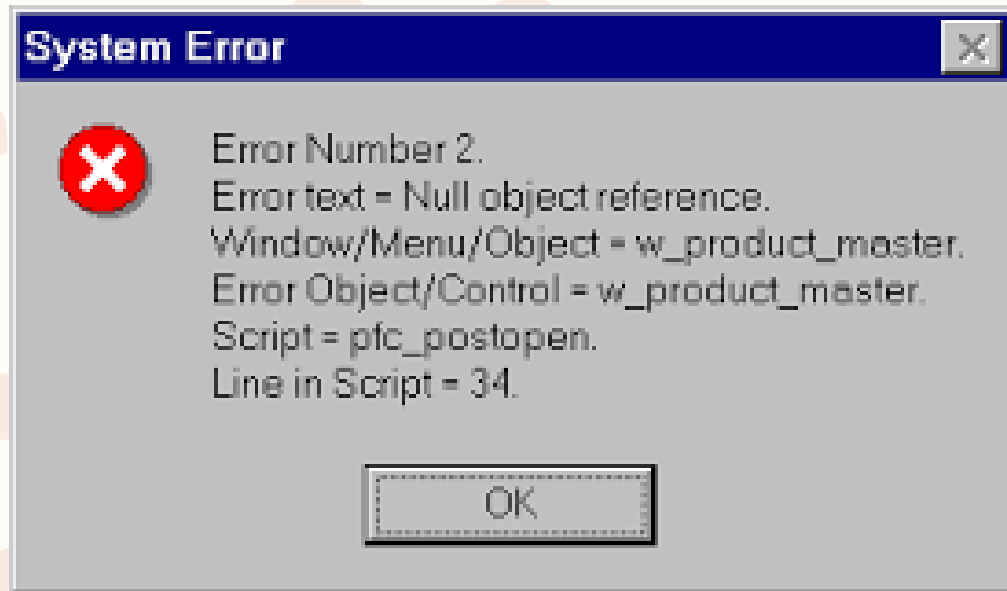 System Error
Error Number 2.
Error text = Null object reference.
Window/Menu/Object = w_product_master.
Error Object/Control = w_product_master.
Script = pfc_postopen.
Line in Script = 34.
OK